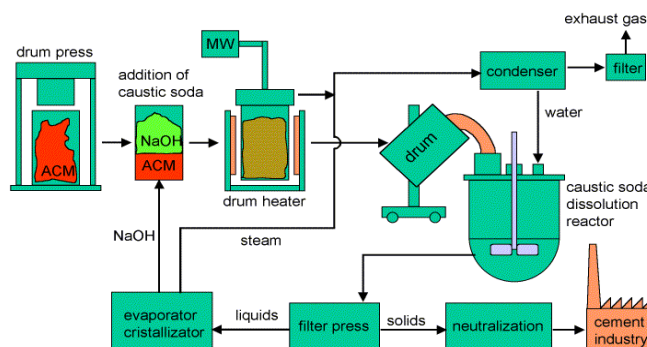 exhaust gas
drum press
MW
addition of
caustic soda
condenser
filter
water
NaOH
ACM
ACM
drum
drum heater
caustic soda
dissolution
reactor
NaOH
steam
evaporator
cristallizator
liquids
filter press
solids
neutralization
cement
industry